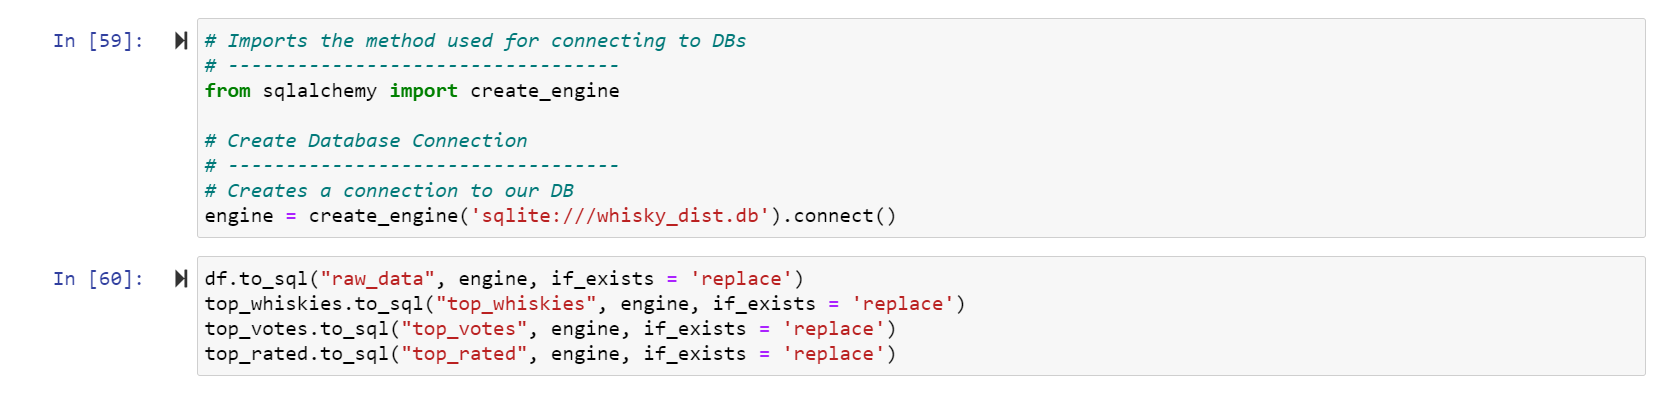 In [59]:
# Imports the method used for connecting to DBs
# ----------------------------------
from sqlalchemy import create_engine
# Create Database Connection
# ----------------------------------
# Creates a connection to our DB
engine = create_engine('sqlite:///whisky_dist.db').connect()
In [60]:
df.to_sql("raw_data", engine, if_exists = 'replace')
top_whiskies.to_sql("top_whiskies", engine, if_exists = 'replace')
top_votes.to_sql("top_votes", engine, if_exists = 'replace')
top_rated.to_sql("top_rated", engine, if_exists = 'replace')